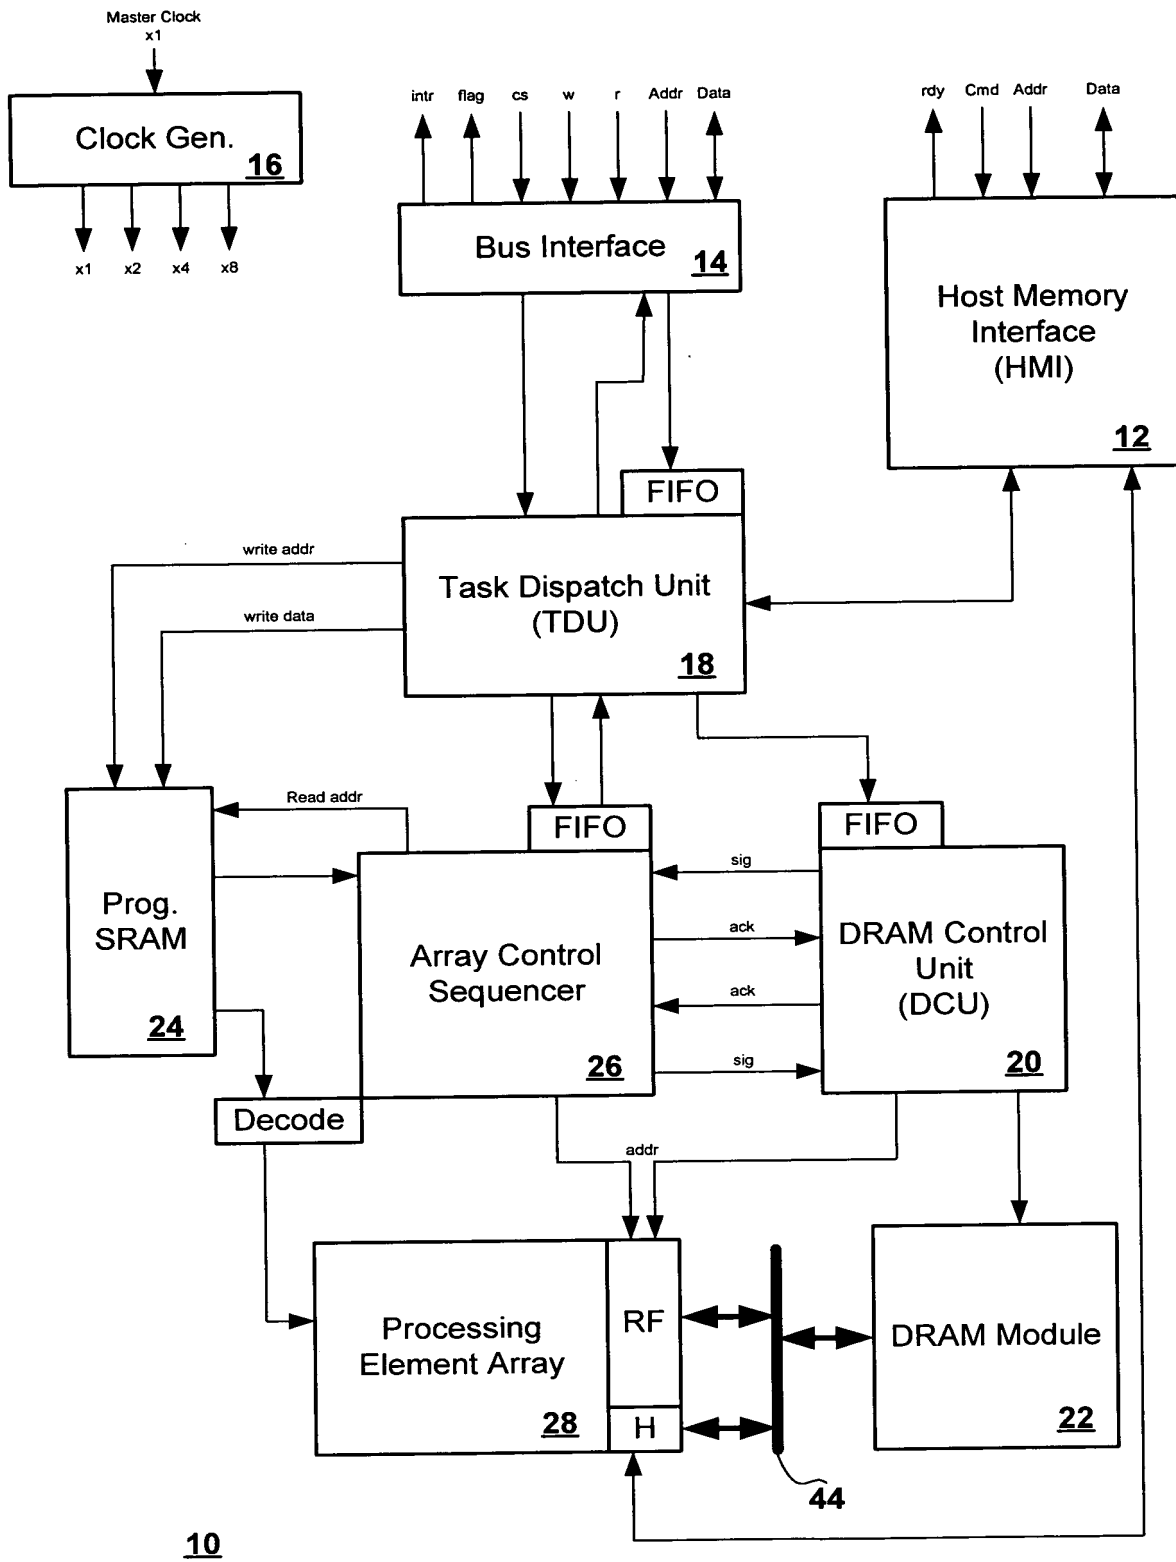 Master Clock
x1
Clock Gen.
16
x1 x2 x4 x8
intr flag cs w r Addr Data
Bus Interface
14
rdy Cmd Addr Data
Host Memory
Interface
(HMI)
12
FIFO
write addr
Task Dispatch Unit
(TDU)
write data
18
Read addr
FIFO
FIFO
Prog.
SRAM
24
Array Control
Sequencer
26
sig
ack
ack
sig
DRAM Control
Unit
(DCU)
20
Decode
addr
Processing
Element Array
28
RF
H
DRAM Module
22
44
10